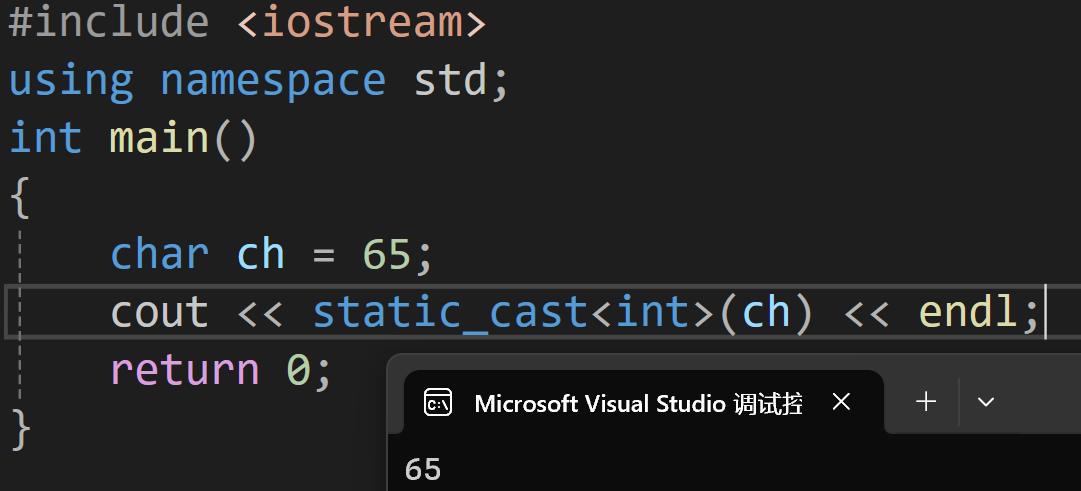 #include <iostream>
using namespace std;
int main()
{
    char ch = 65;
    cout << static_cast<int>(ch) << endl;
    return 0;
}
C:\ Microsoft Visual Studio 调试控
65